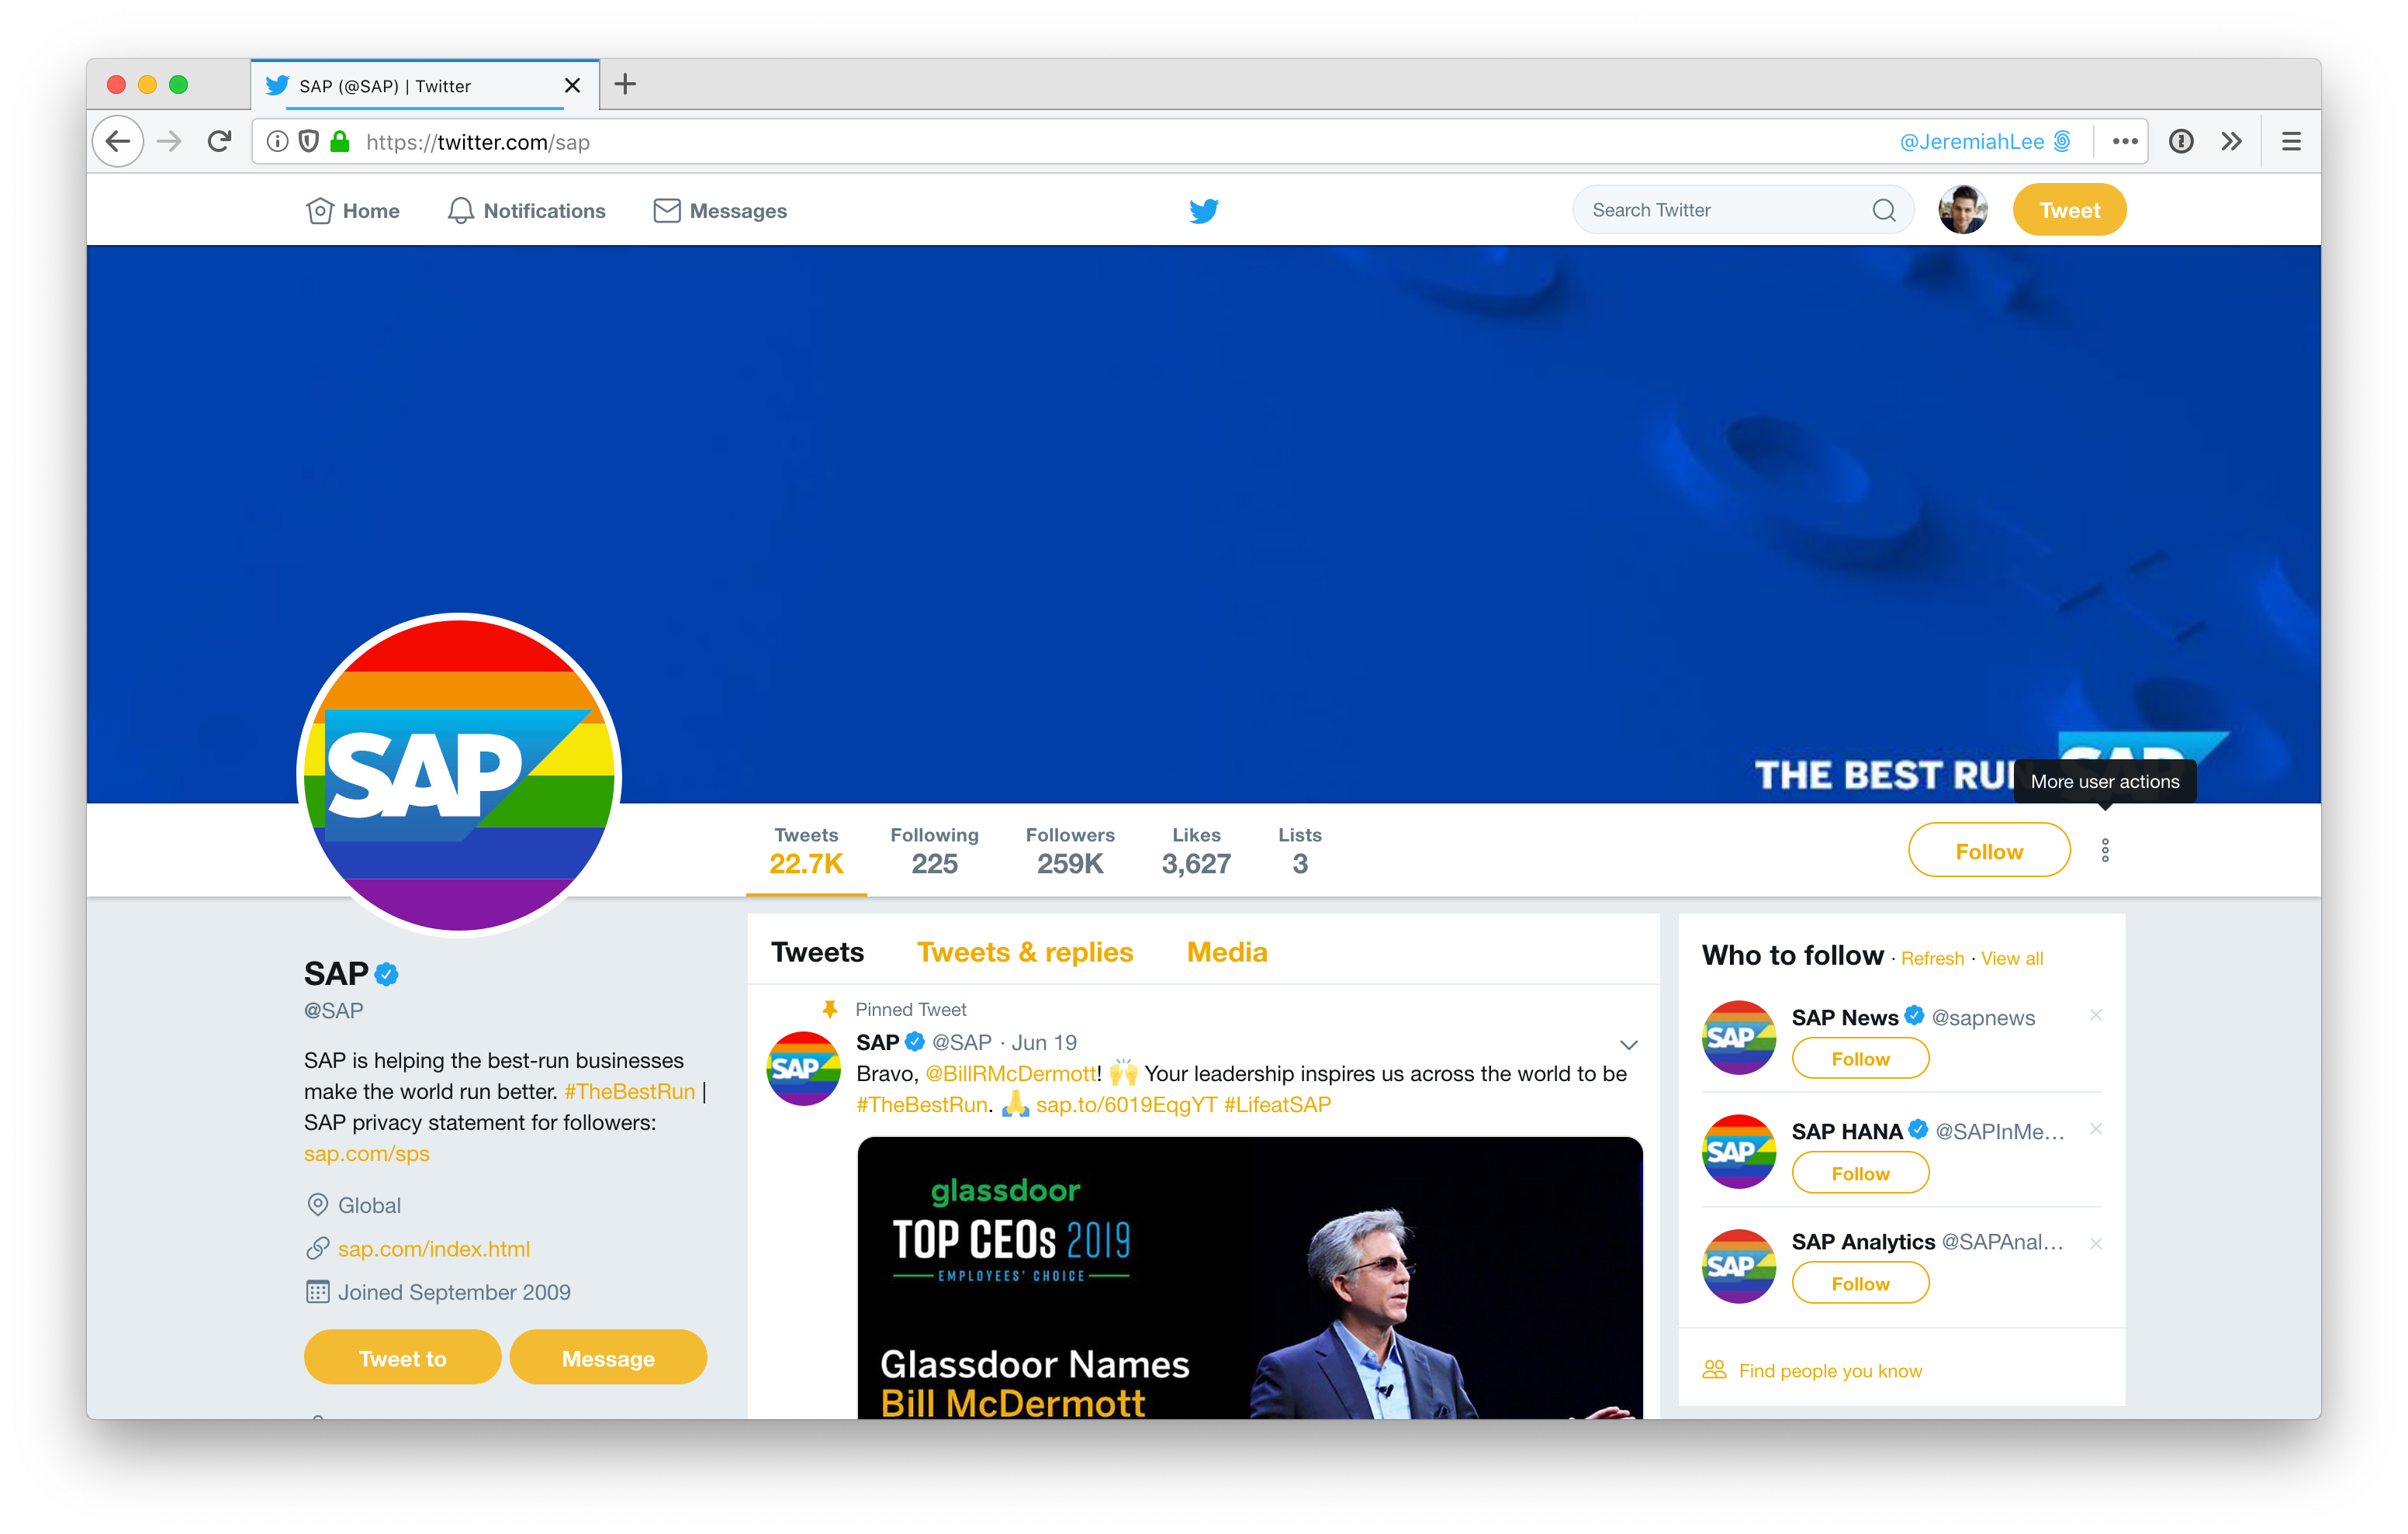 SAP (@SAP) | Twitter
https://twitter.com/sap
@JeremiahLee
Home
Notifications
Messages
Search Twitter
Tweet
SAP
THE BEST RUN
More user actions
Tweets
22.7K
Following
225
Followers
259K
Likes
3,627
Lists
3
Follow
SAP
@SAP
SAP is helping the best-run businesses
make the world run better. #TheBestRun |
SAP privacy statement for followers:
sap.com/sps
Global
sap.com/index.html
Joined September 2009
Tweet to
Message
Tweets
Tweets & replies
Media
Pinned Tweet
SAP
SAP @SAP · Jun 19
Bravo, @BillRMcDermott! 🙌 Your leadership inspires us across the world to be
#TheBestRun. 🙏 sap.to/6019EqgYT #LifeatSAP
glassdoor
TOP CEOs 2019
EMPLOYEES' CHOICE
Glassdoor Names
Bill McDermott
Who to follow · Refresh · View all
SAP
SAP News @sapnews
Follow
SAP
SAP HANA @SAPInMe...
Follow
SAP
SAP Analytics @SAPAnal...
Follow
Find people you know